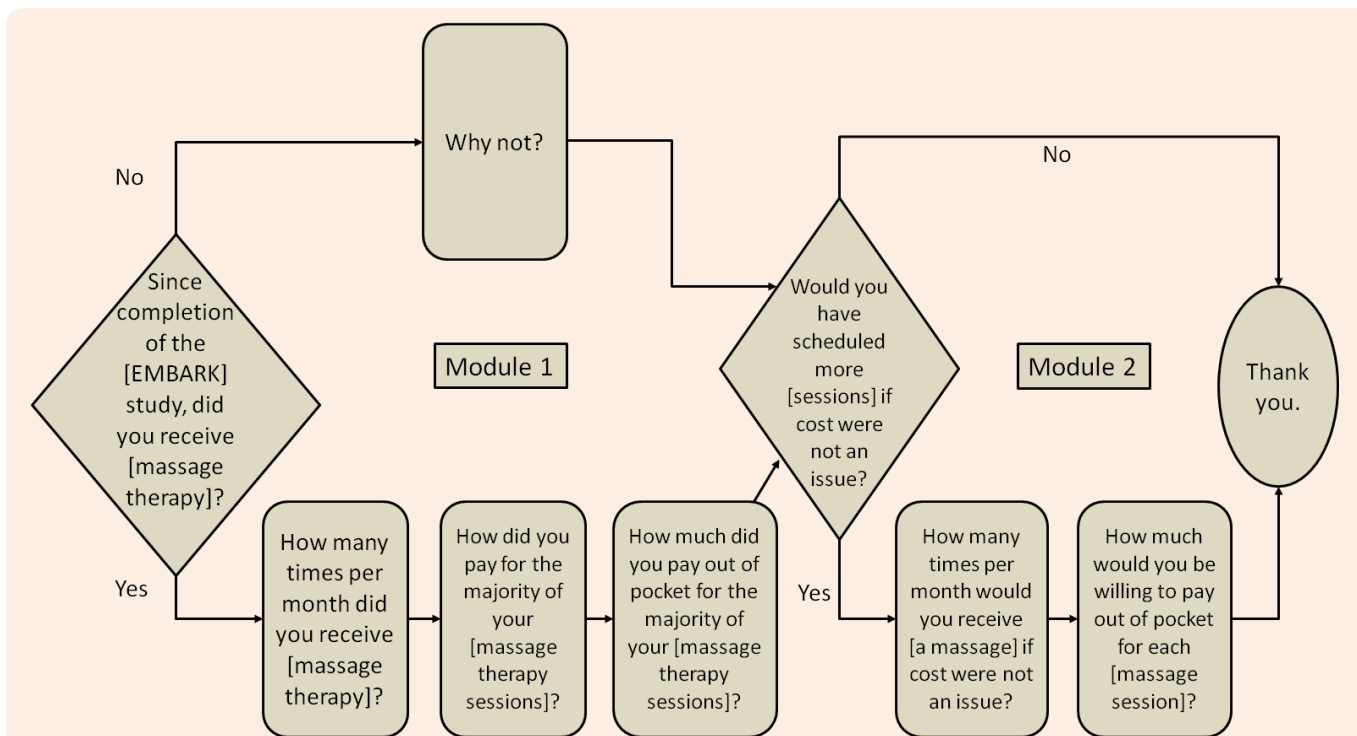 Why not?
No
No
Since
completion
of the
[EMBARK]
study, did
you receive
[massage
therapy]?
Module 1
Would you
have
scheduled
more
[sessions] if
cost were
not an
issue?
Module 2
Thank
you.
Yes
How many
times per
month did
you receive
[massage
therapy]?
How did you
pay for the
majority of
your
[massage
therapy
sessions]?
How much did
you pay out of
pocket for the
majority of
your [massage
therapy
sessions]?
Yes
How many
times per
month would
you receive
[a massage] if
cost were not
an issue?
How much
would you be
willing to pay
out of pocket
for each
[massage
session]?